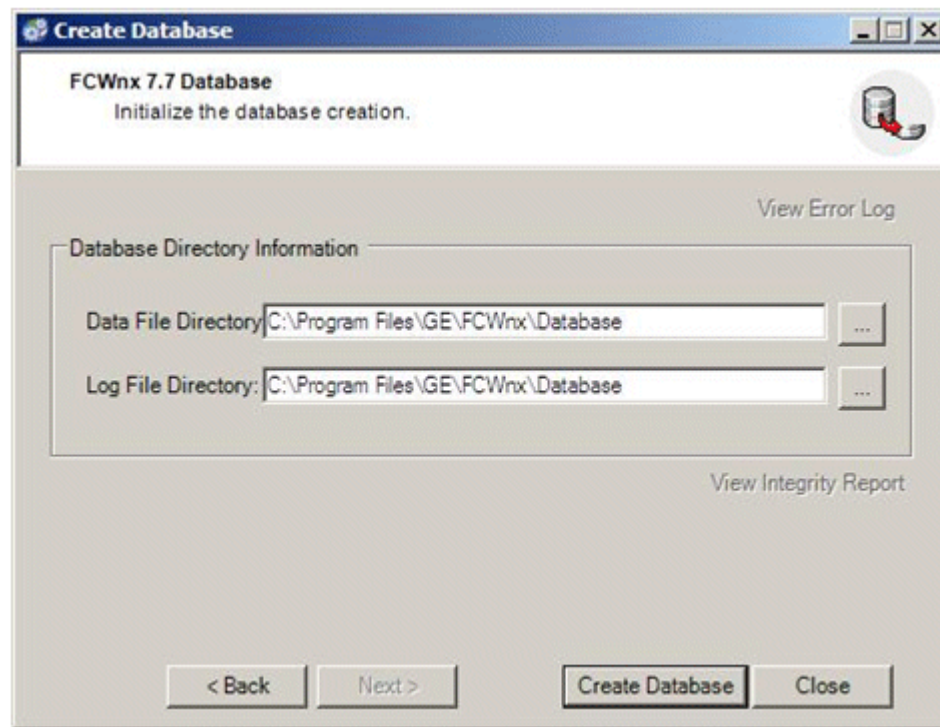 Create Database
FCWnx 7.7 Database
Initialize the database creation.
View Error Log
Database Directory Information
Data File Directory C:\Program Files\GE\FCWnx\Database ...
Log File Directory: C:\Program Files\GE\FCWnx\Database ...
View Integrity Report
< Back Next > Create Database Close